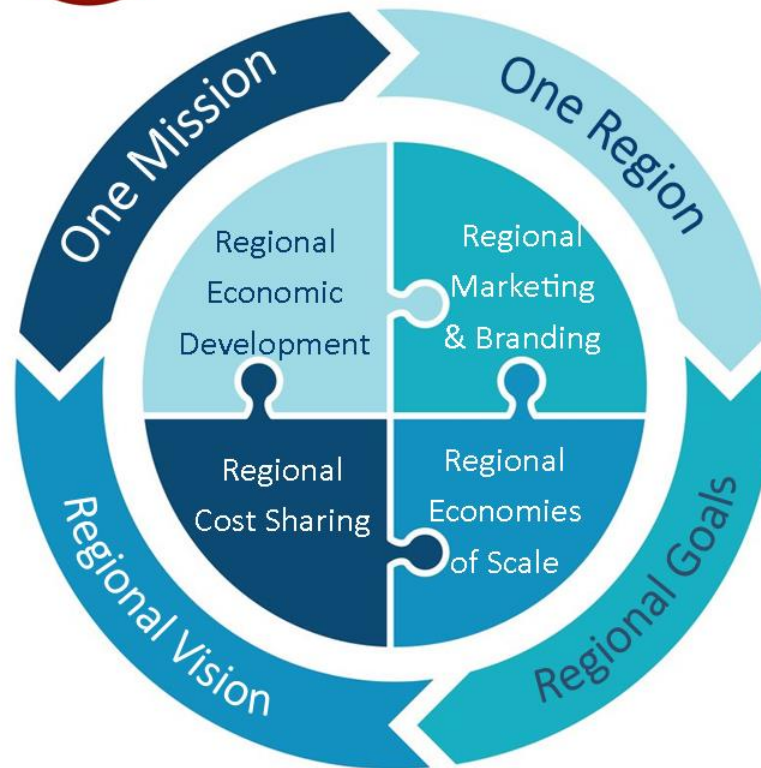 One Mission
One Region
Regional
Economic
Development
Regional
Marketing
& Branding
Regional
Cost Sharing
Regional
Economies
of Scale
Regional Vision
Regional Goals